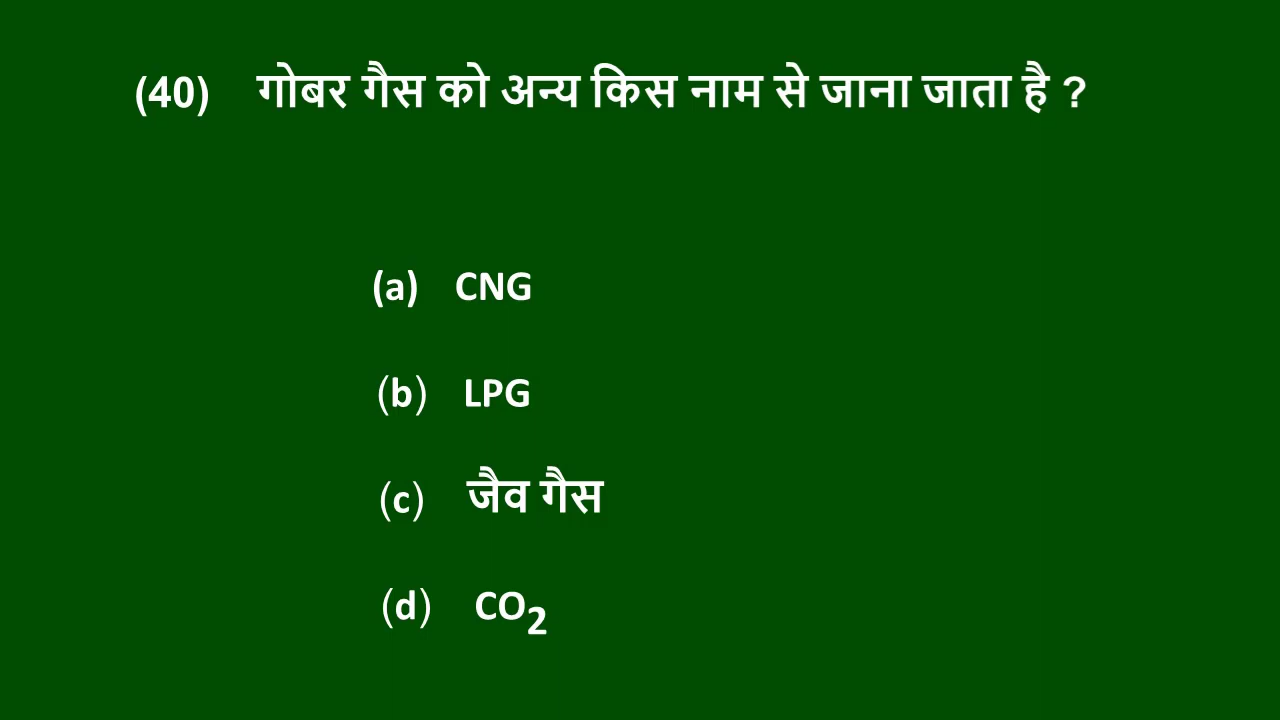 (40) गोबर गैस को अन्य किस नाम से जाना जाता है ?
(a) CNG
(b) LPG
(c) जैव गैस
(d) CO₂